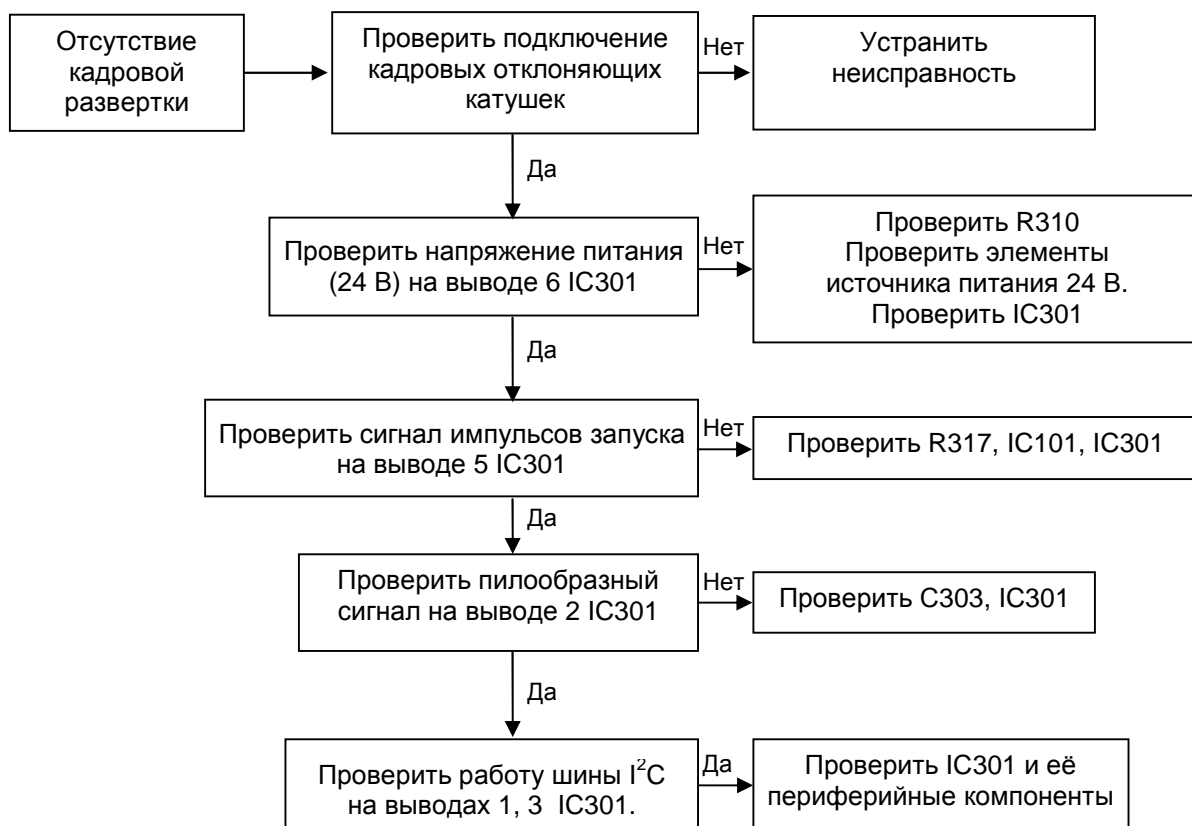 Отсутствие
кадровой
развертки
Проверить подключение
кадровых отклоняющих
катушек
Нет
Устранить
неисправность
Да
Проверить напряжение питания
(24 В) на выводе 6 IC301
Нет
Проверить R310
Проверить элементы
источника питания 24 В.
Проверить IC301
Да
Проверить сигнал импульсов запуска
на выводе 5 IC301
Нет
Проверить R317, IC101, IC301
Да
Проверить пилообразный
сигнал на выводе 2 IC301
Нет
Проверить C303, IC301
Да
Проверить работу шины I²C
на выводах 1, 3 IC301.
Да
Проверить IC301 и её
периферийные компоненты